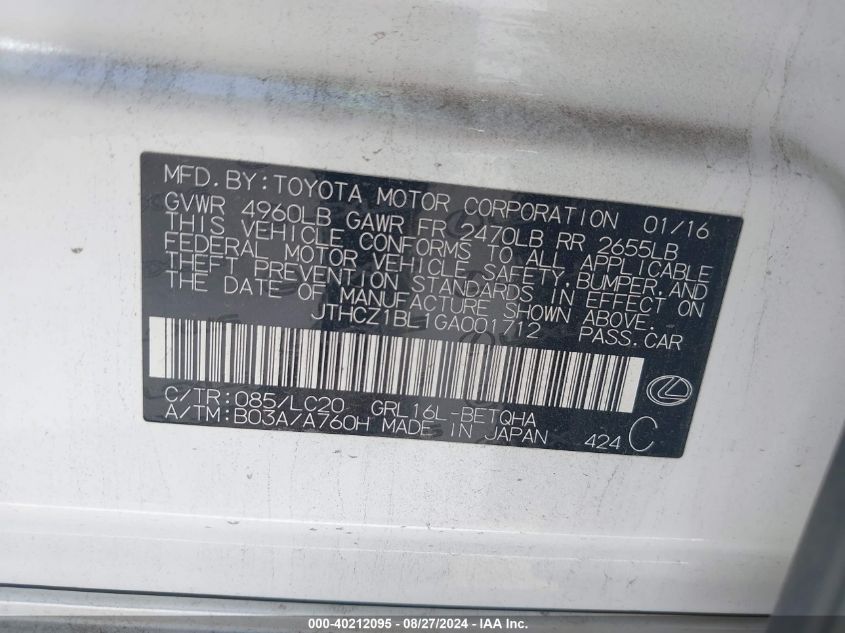 MFD.BY:TOYOTA MOTOR CORPORATION 01/16
GVWR 4960LB GAWR FR 2470LB RR 2655LB
THIS VEHICLE CONFORMS TO ALL APPLICABLE
FEDERAL MOTOR VEHICLE SAFETY, BUMPER, AND
THEFT PREVENTION STANDARDS IN EFFECT ON
THE DATE OF MANUFACTURE SHOWN ABOVE.
PASS.CAR
C/TR:085/LC20 GRL16L-BETQHA
A/TM:B03A/A760H MADE IN JAPAN 424 C
000-40212095 - 08/27/2024 - IAAI.com